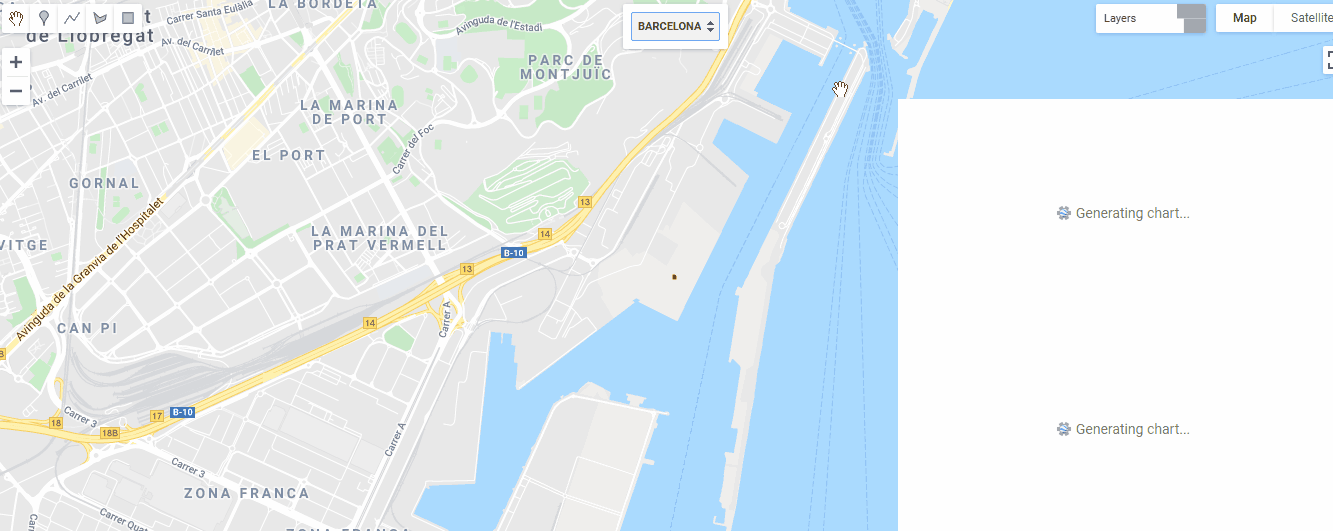 LA BORDETA
Carrer Santa Eulàlia
de Llobregat
Av. del Carrilet
Av. del Carrilet
Avinguda de l'Estadi
BARCELONA
Layers
Map
Satellite
PARC DE
MONTJUÏC
LA MARINA
DE PORT
Carrer del Foc
EL PORT
GORNAL
13
Generating chart...
LA MARINA DEL
PRAT VERMELL
14
B-10
13
Avinguda de la Granvia de l'Hospitalet
CAN PI
14
Carrer A
17
B-10
Carrer 3
18
18B
Generating chart...
Carrer A
Carrer 3
ZONA FRANCA
ZONA FRANCA